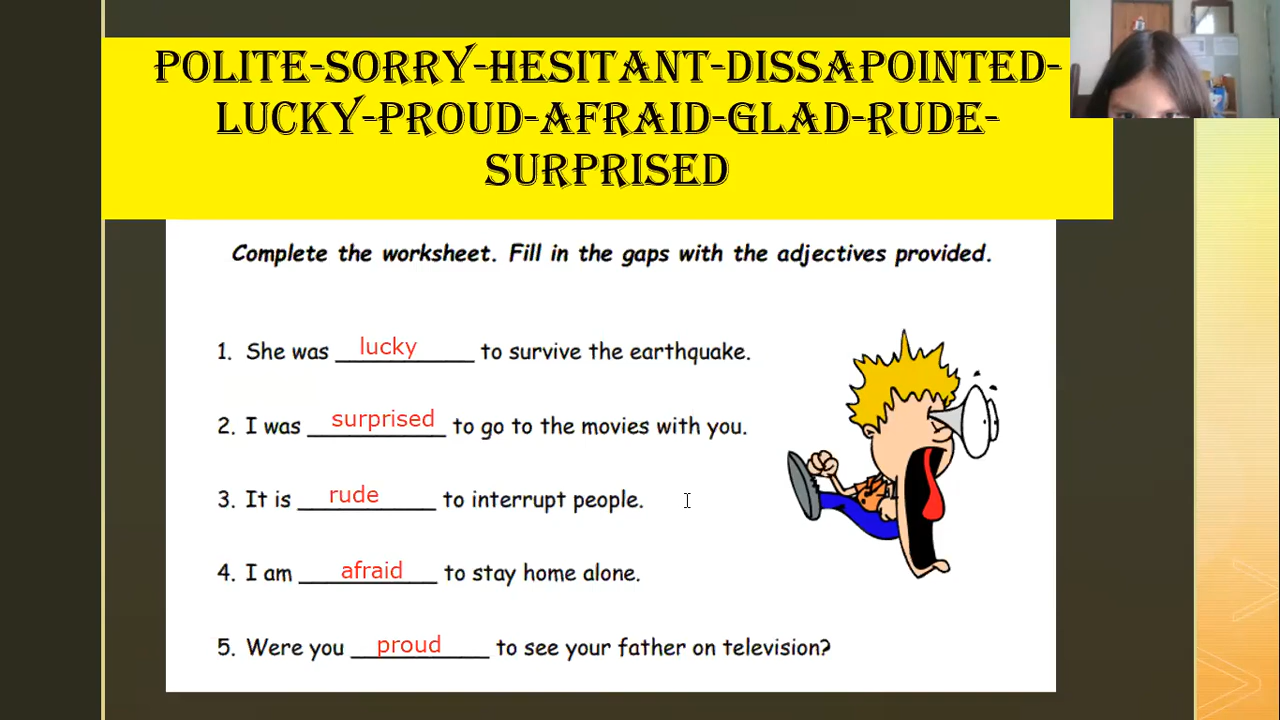 POLITE-SORRY-HESITANT-DISSAPOINTED-
LUCKY-PROUD-AFRAID-GLAD-RUDE-
SURPRISED
Complete the worksheet. Fill in the gaps with the adjectives provided.
1. She was lucky to survive the earthquake.
2. I was surprised to go to the movies with you.
3. It is rude to interrupt people.
4. I am afraid to stay home alone.
5. Were you proud to see your father on television?